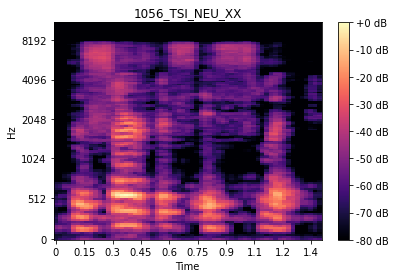 1056_TSI_NEU_XX
8192
4096
2048
1024
512
0
Hz
0 0.15 0.3 0.45 0.6 0.75 0.9 1.1 1.2 1.4
Time
+0 dB
-10 dB
-20 dB
-30 dB
-40 dB
-50 dB
-60 dB
-70 dB
-80 dB